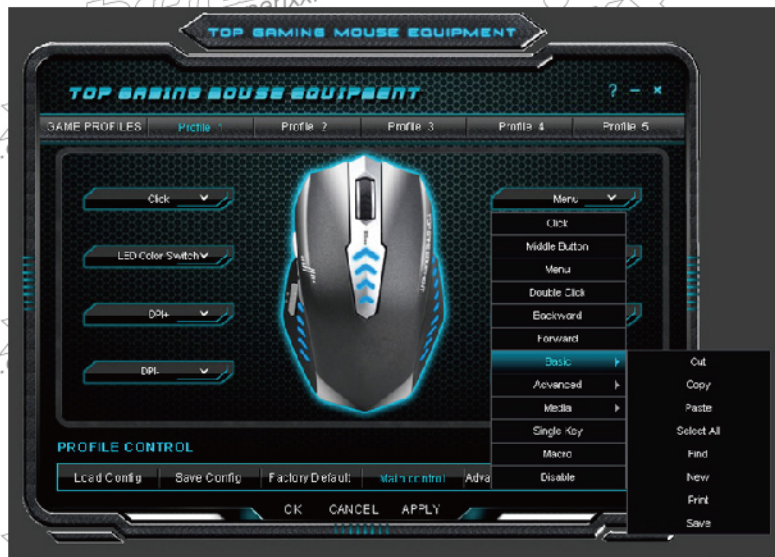 TOP GAMING MOUSE EQUIPMENT
TOP GAMING MOUSE EQUIPMENT
? - ×
GAME PROFILES Profile 1 Profile 2 Profile 3 Profile 4 Profile 5
Click Menu
LED Color Switch
DPI+
DPI-
Click
Middle Button
Menu
Double Click
Backward
Forward
Basic
Advanced
Media
Single Key
Macro
Disable
Cut
Copy
Paste
Select All
Find
New
Print
Save
PROFILE CONTROL
Load Config Save Config Factory Default Main control Adva
OK CANCEL APPLY